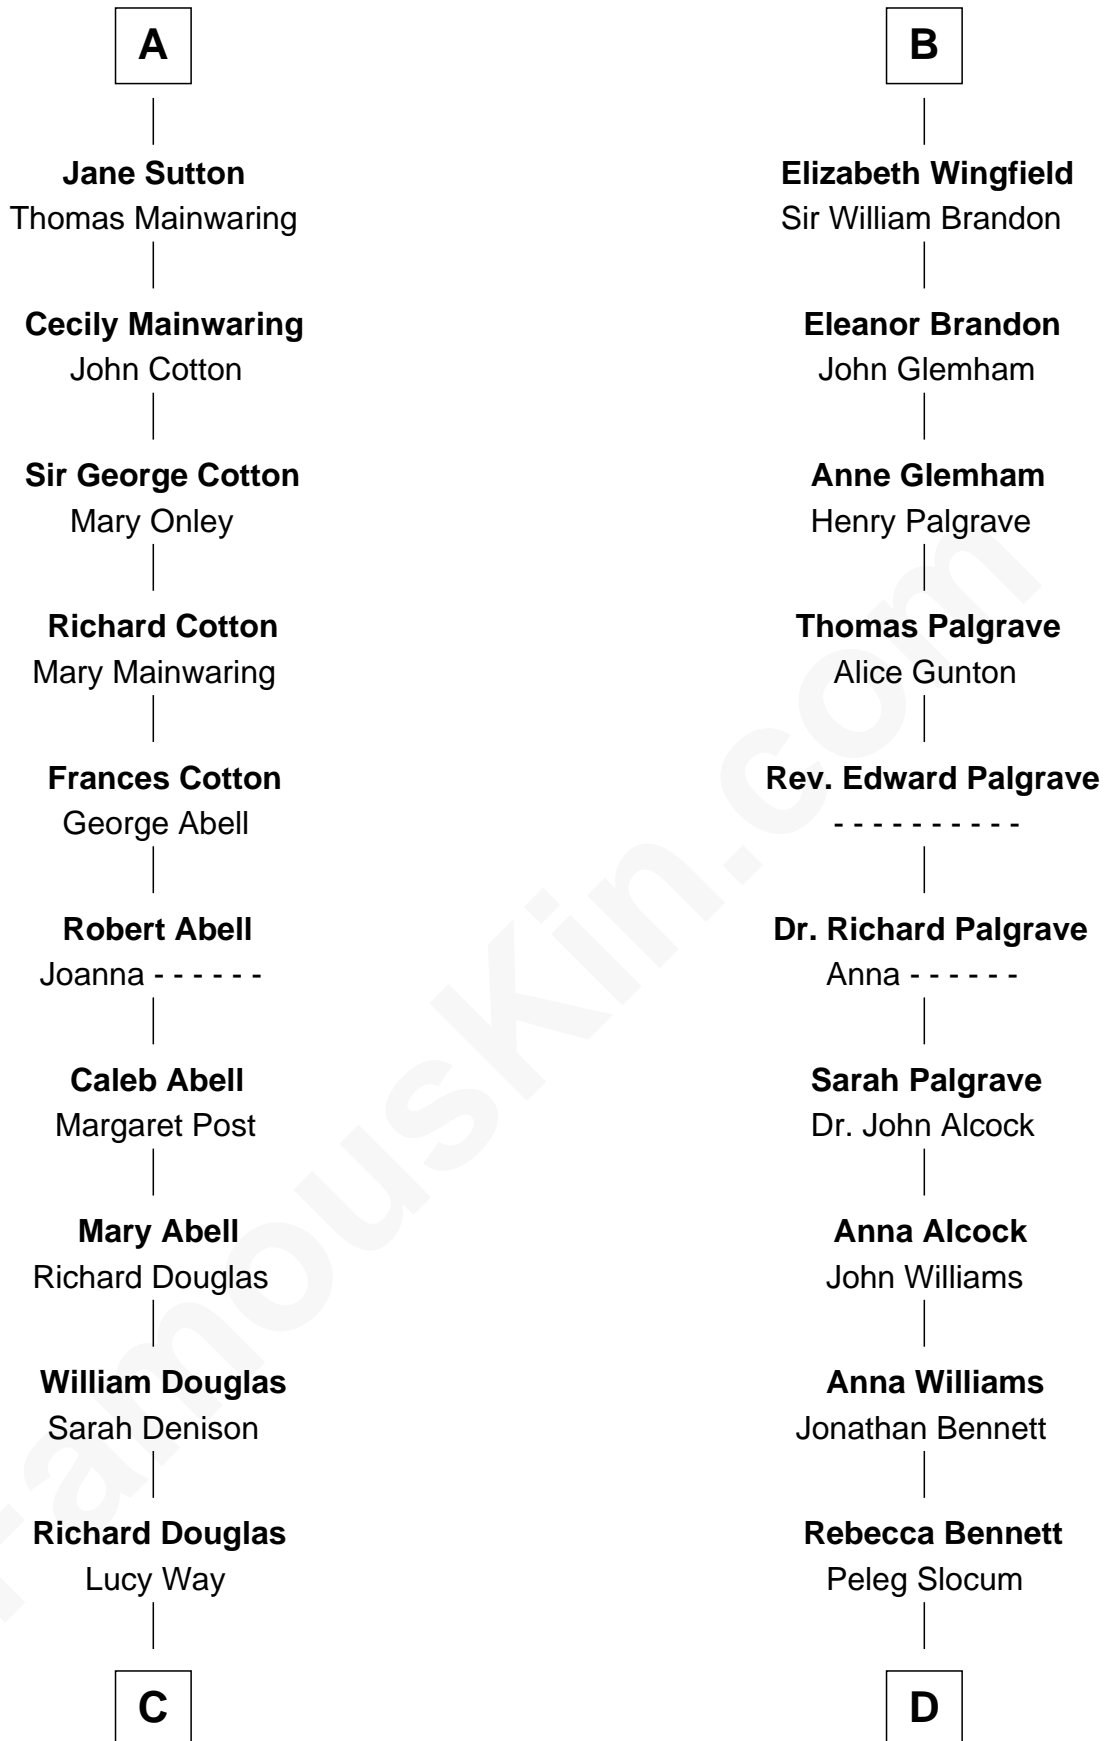 A
Jane Sutton
Thomas Mainwaring
Cecily Mainwaring
John Cotton
Sir George Cotton
Mary Onley
Richard Cotton
Mary Mainwaring
Frances Cotton
George Abell
Robert Abell
Joanna - - - - - -
Caleb Abell
Margaret Post
Mary Abell
Richard Douglas
William Douglas
Sarah Denison
Richard Douglas
Lucy Way
C
B
Elizabeth Wingfield
Sir William Brandon
Eleanor Brandon
John Glemham
Anne Glemham
Henry Palgrave
Thomas Palgrave
Alice Gunton
Rev. Edward Palgrave
- - - - - - - - - -
Dr. Richard Palgrave
Anna - - - - - -
Sarah Palgrave
Dr. John Alcock
Anna Alcock
John Williams
Anna Williams
Jonathan Bennett
Rebecca Bennett
Peleg Slocum
D
FamousKin.com